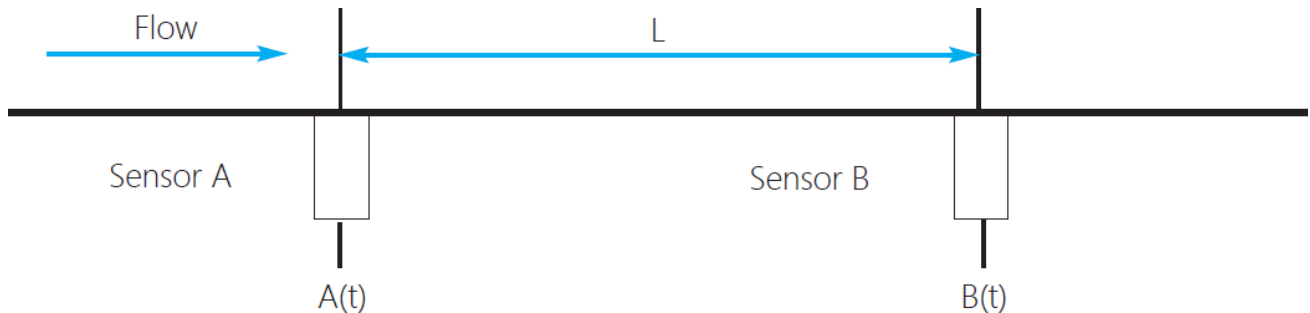 Flow
L
Sensor A
Sensor B
A(t)
B(t)